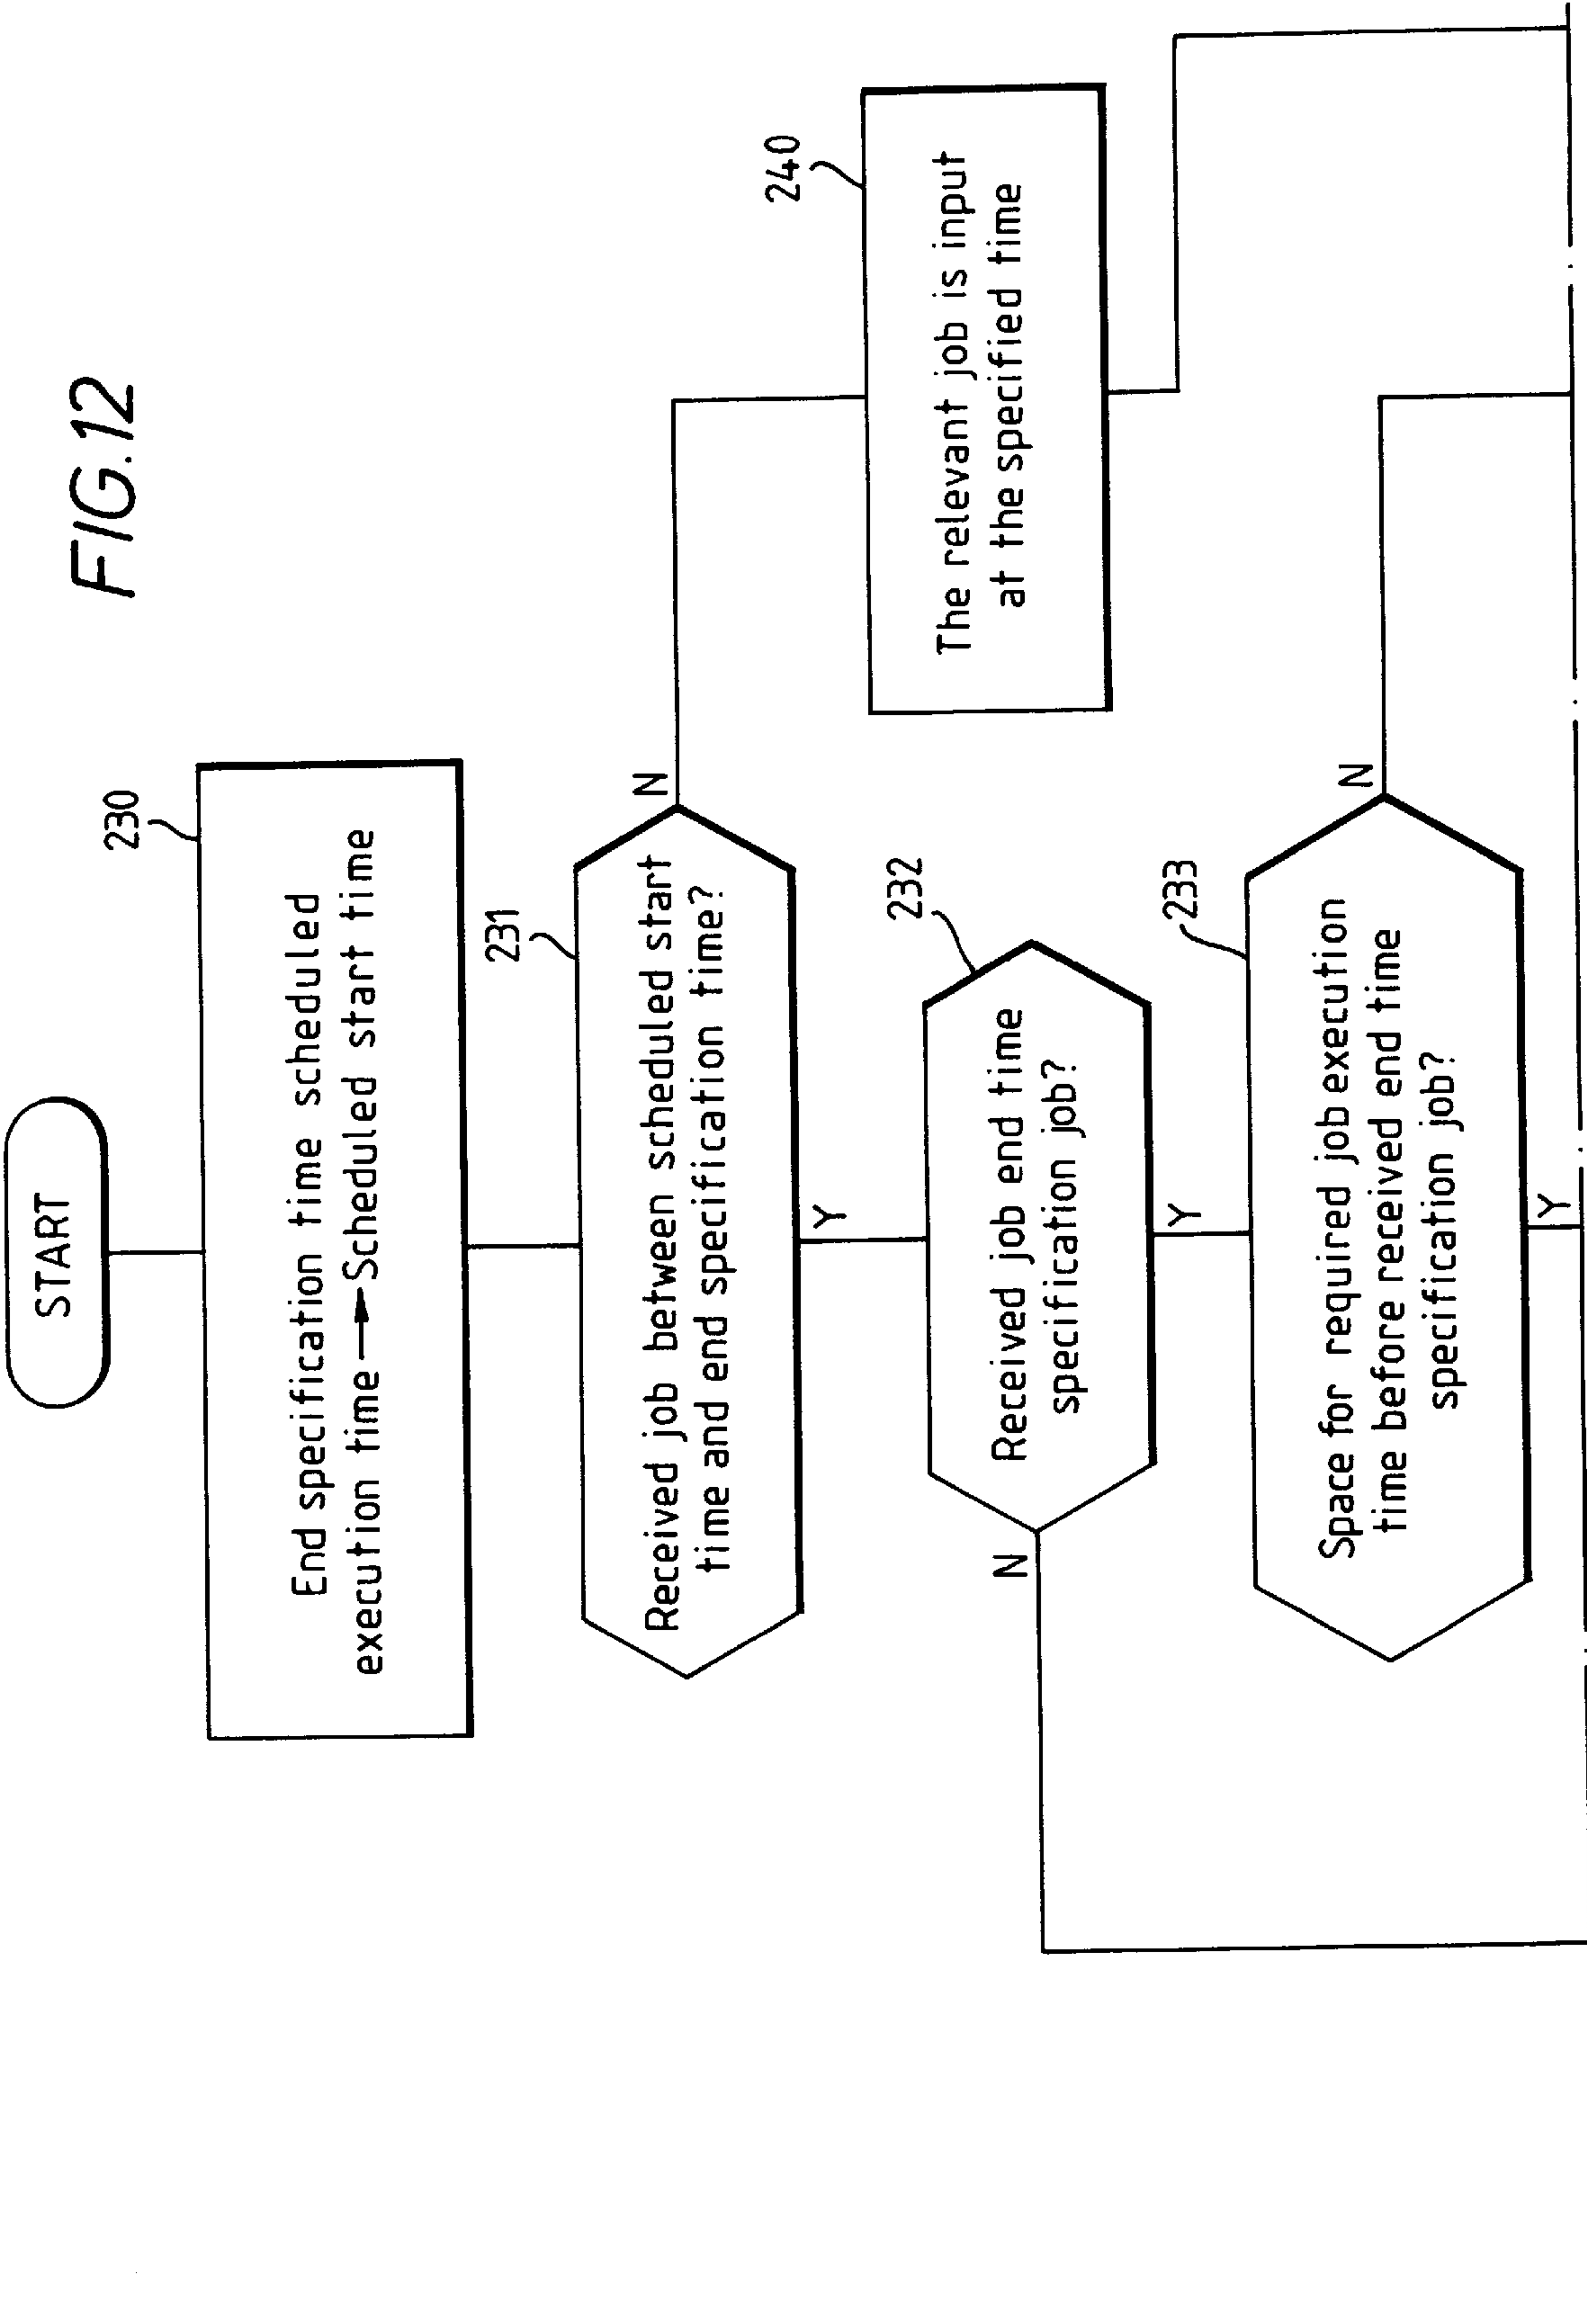 FIG.12
START
230
End specification time scheduled
execution time → Scheduled start time
231
Received job between scheduled start
time and end specification time?
N
Y
240
The relevant job is input
at the specified time
232
Received job end time
specification job?
N
Y
233
Space for required job execution
time before received end time
specification job?
N
Y